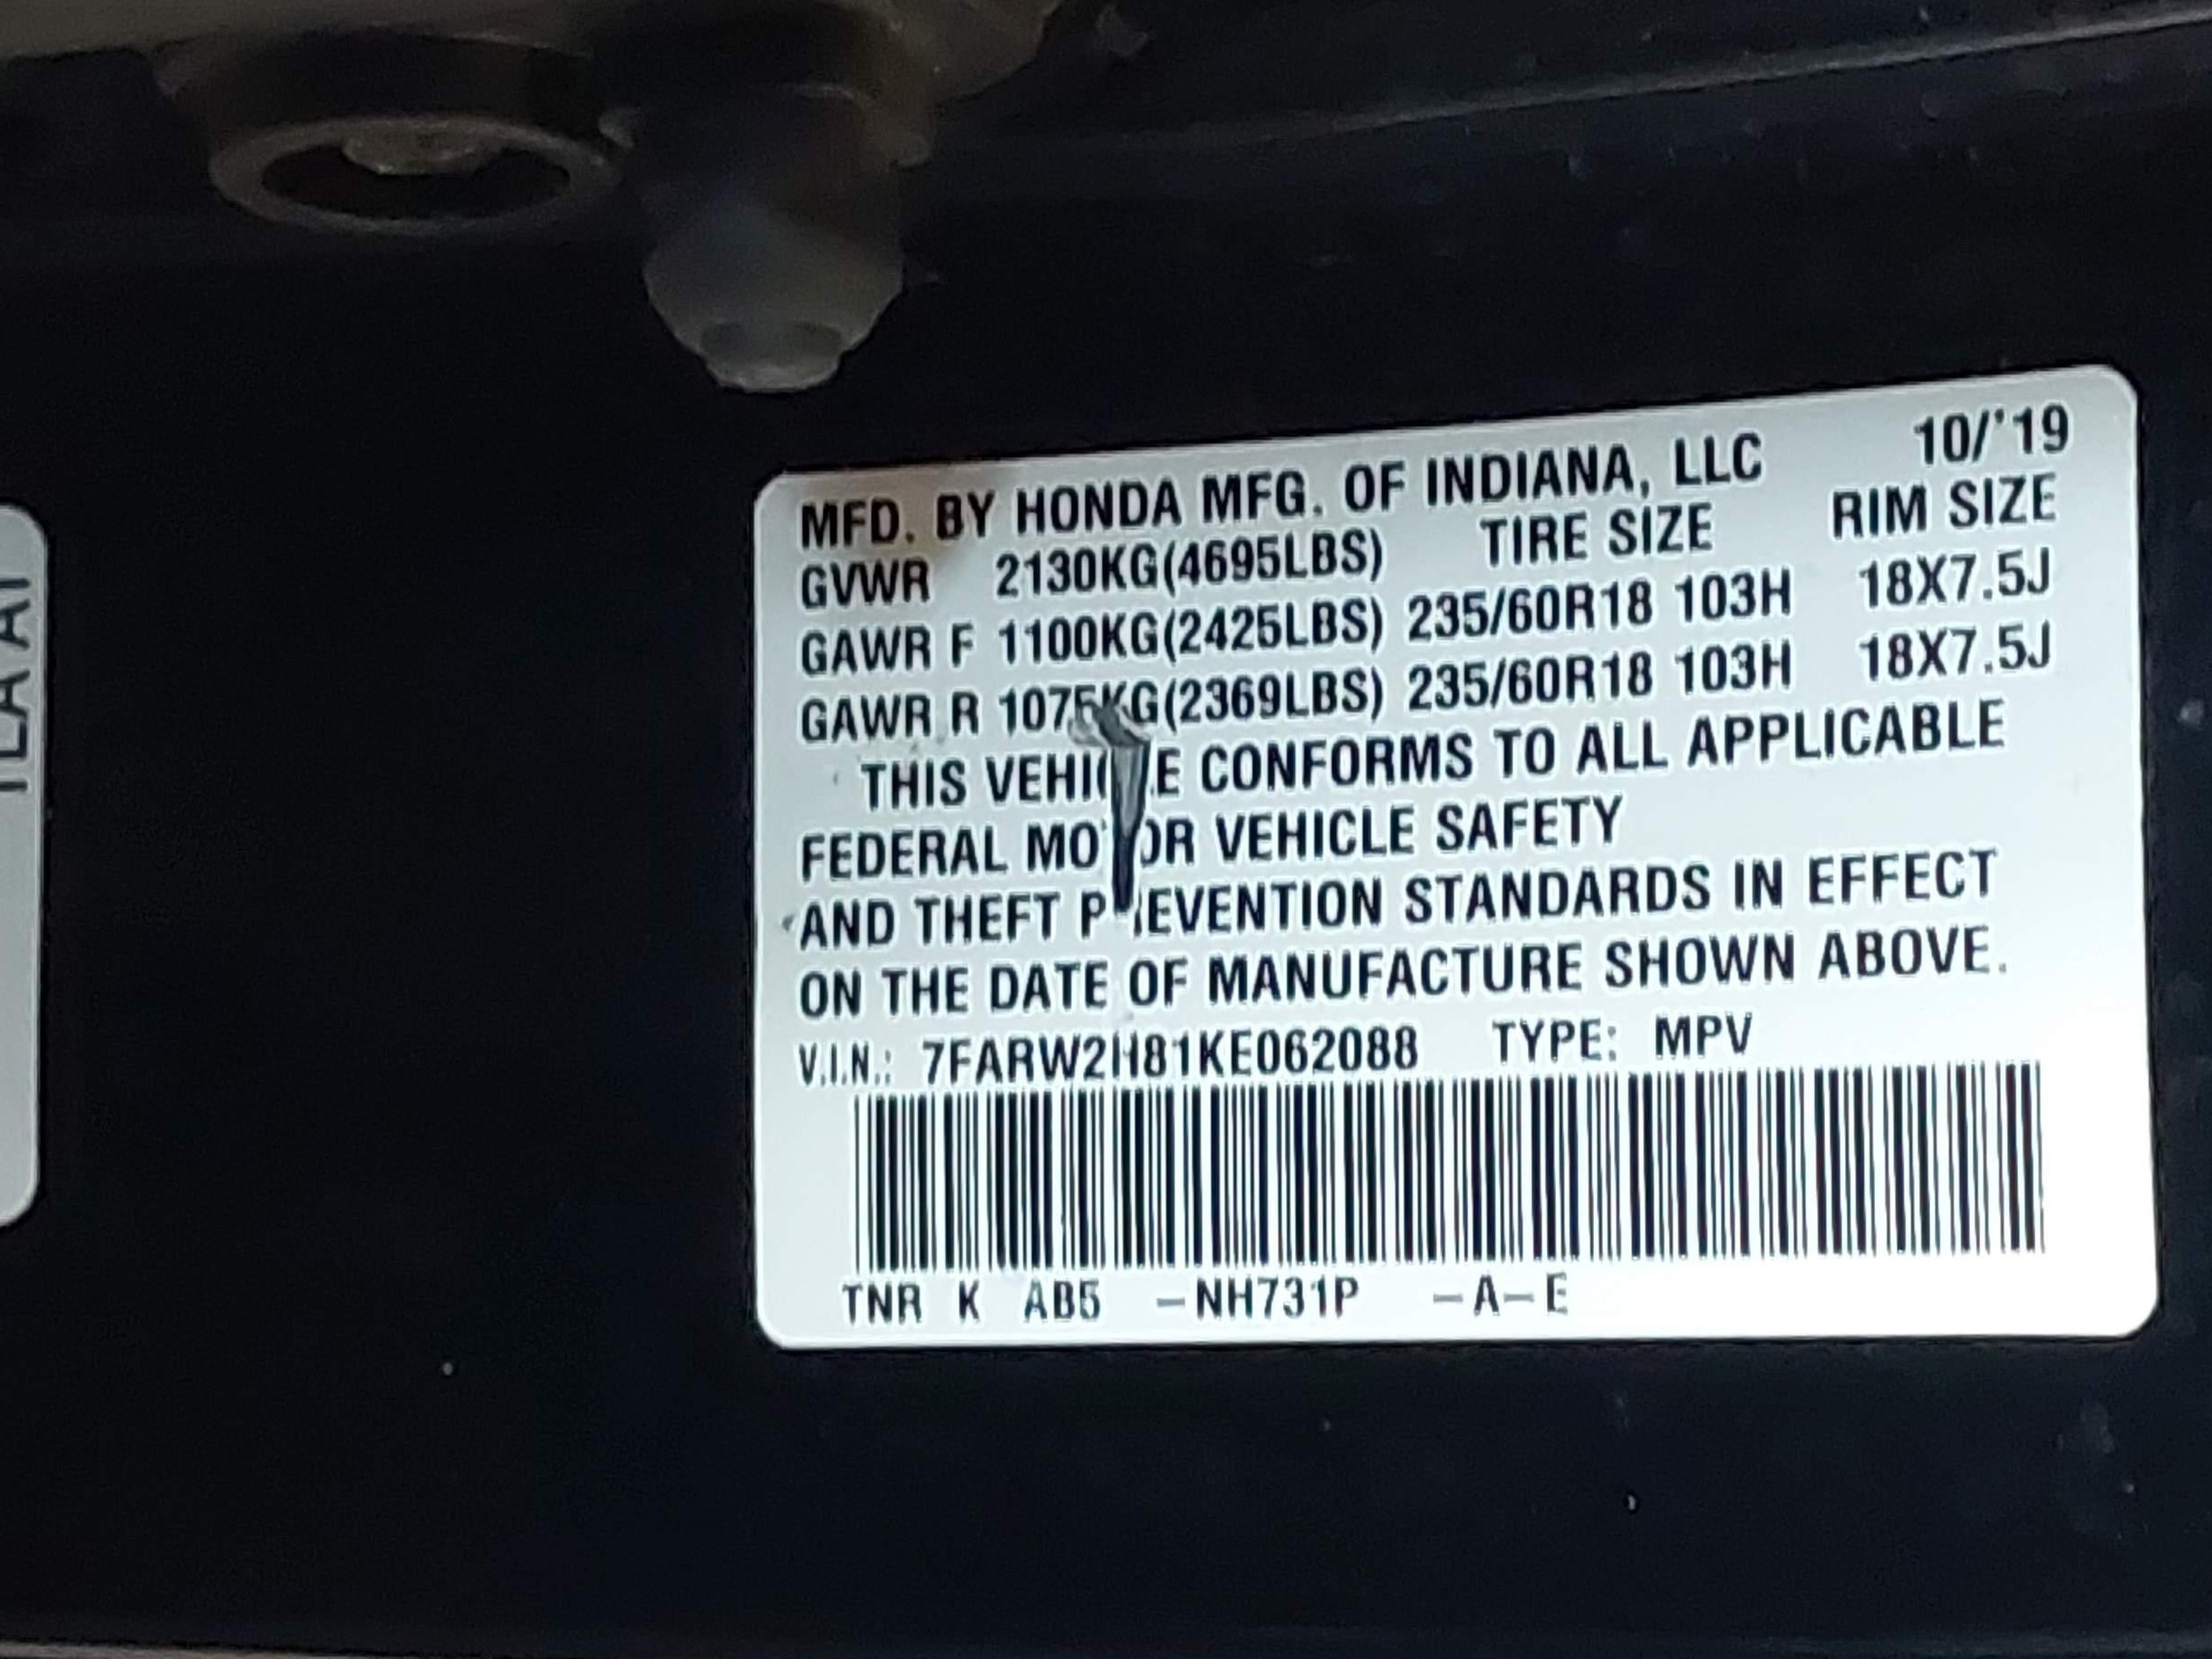 MFD. BY HONDA MFG. OF INDIANA, LLC 10/'19
GVWR 2130KG(4695LBS) TIRE SIZE RIM SIZE
GAWR F 1100KG(2425LBS) 235/60R18 103H 18X7.5J
GAWR R 1075KG(2369LBS) 235/60R18 103H 18X7.5J
THIS VEHICLE CONFORMS TO ALL APPLICABLE
FEDERAL MOTOR VEHICLE SAFETY
AND THEFT PREVENTION STANDARDS IN EFFECT
ON THE DATE OF MANUFACTURE SHOWN ABOVE.
V.I.N.: 7FARW2H81KE062088 TYPE: MPV
TNR K AB5 -NH731P -A-E